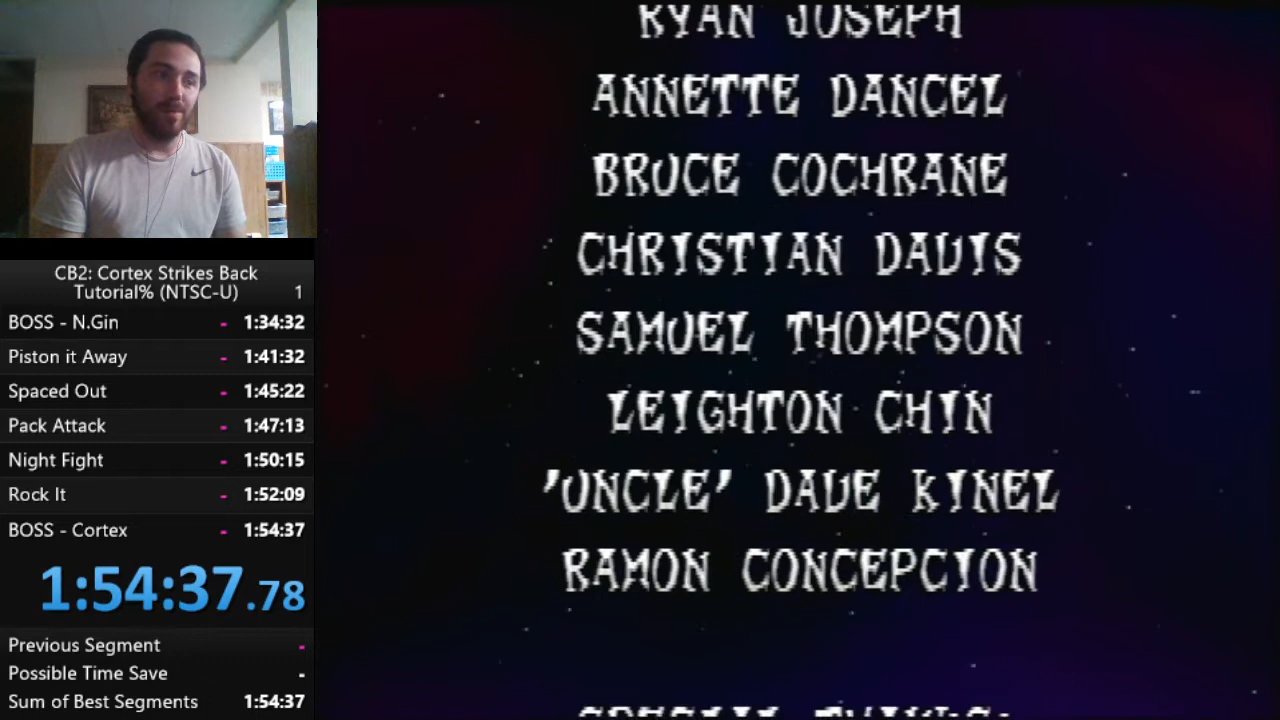 CB2: Cortex Strikes Back
Tutorial% (NTSC-U) 1
BOSS - N.Gin - 1:34:32
Piston it Away - 1:41:32
Spaced Out - 1:45:22
Pack Attack - 1:47:13
Night Fight - 1:50:15
Rock It - 1:52:09
BOSS - Cortex - 1:54:37
1:54:37.78
Previous Segment -
Possible Time Save -
Sum of Best Segments 1:54:37
RYAN JOSEPH
ANNETTE DANCEL
BRUCE COCHRANE
CHRISTIAN DAVIS
SAMUEL THOMPSON
LEIGHTON CHIN
'UNCLE' DAVE KINEL
RAMON CONCEPCION
SPECIAL THANKS: